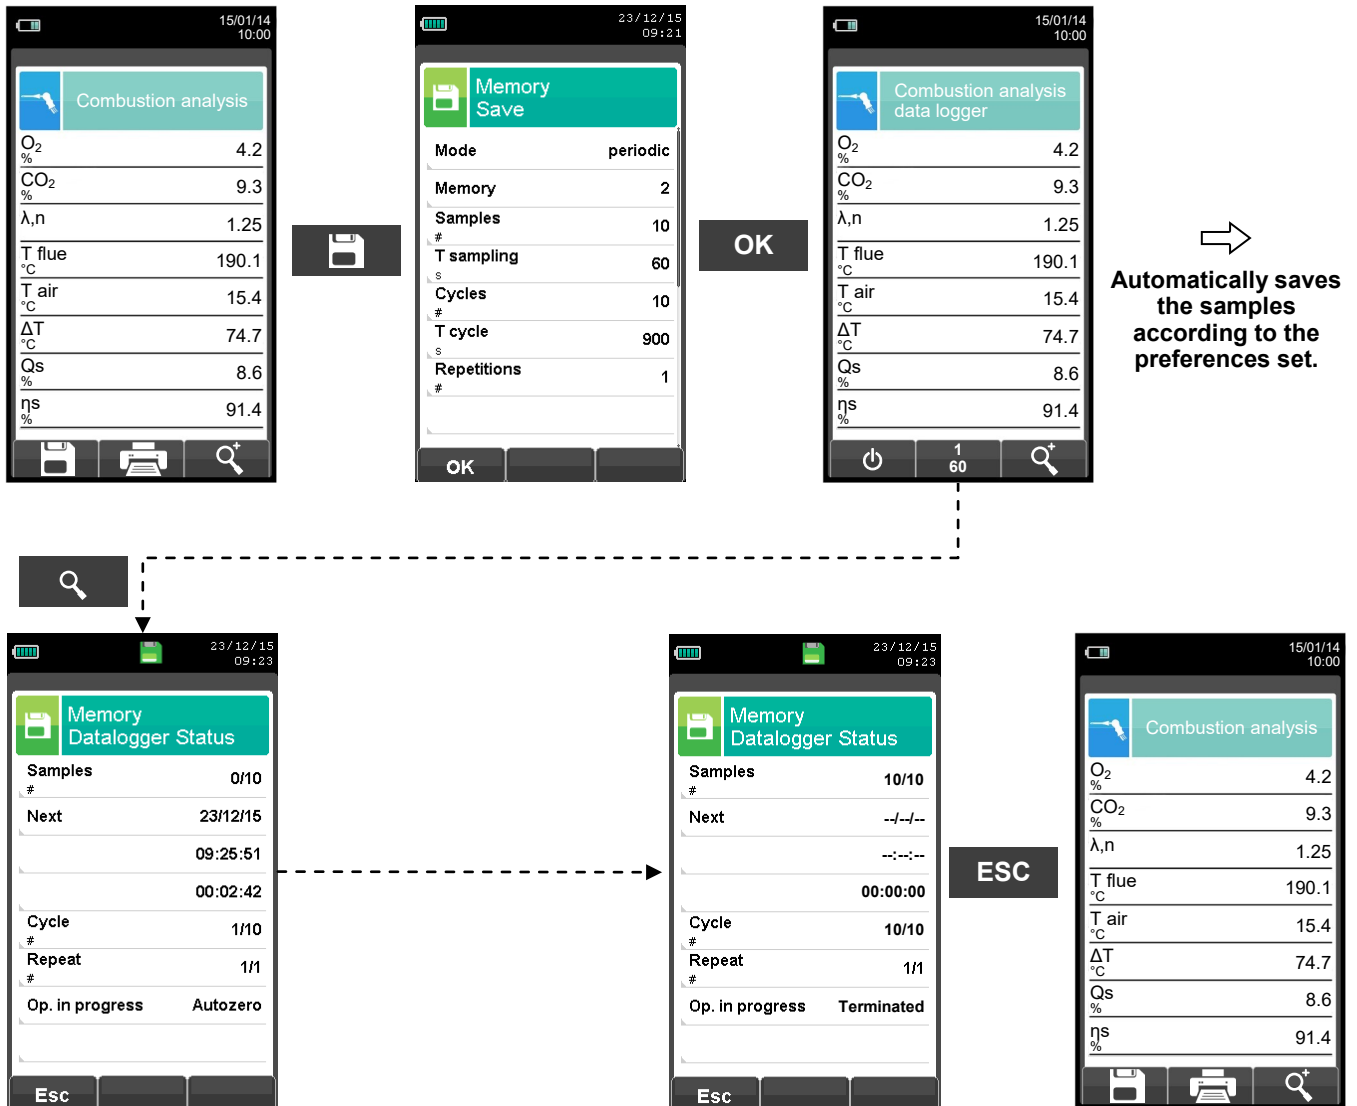 15/01/14
10:00
Combustion analysis
O2
%
4.2
CO2
%
9.3
λ,n
1.25
T flue
°C
190.1
T air
°C
15.4
ΔT
°C
74.7
Qs
%
8.6
ηs
%
91.4
23/12/15
09:21
Memory
Save
Mode periodic
Memory 2
Samples
#
10
T sampling
s
60
Cycles
#
10
T cycle
s
900
Repetitions
#
1
OK
OK
15/01/14
10:00
Combustion analysis
data logger
O2
%
4.2
CO2
%
9.3
λ,n
1.25
T flue
°C
190.1
T air
°C
15.4
ΔT
°C
74.7
Qs
%
8.6
ηs
%
91.4
1
60
Automatically saves
the samples
according to the
preferences set.
23/12/15
09:23
Memory
Datalogger Status
Samples
#
0/10
Next 23/12/15
09:25:51
00:02:42
Cycle
#
1/10
Repeat
#
1/1
Op. in progress Autozero
Esc
23/12/15
09:23
Memory
Datalogger Status
Samples
#
10/10
Next --/--/--
--:--:--
00:00:00
Cycle
#
10/10
Repeat
#
1/1
Op. in progress Terminated
Esc
ESC
15/01/14
10:00
Combustion analysis
O2
%
4.2
CO2
%
9.3
λ,n
1.25
T flue
°C
190.1
T air
°C
15.4
ΔT
°C
74.7
Qs
%
8.6
ηs
%
91.4